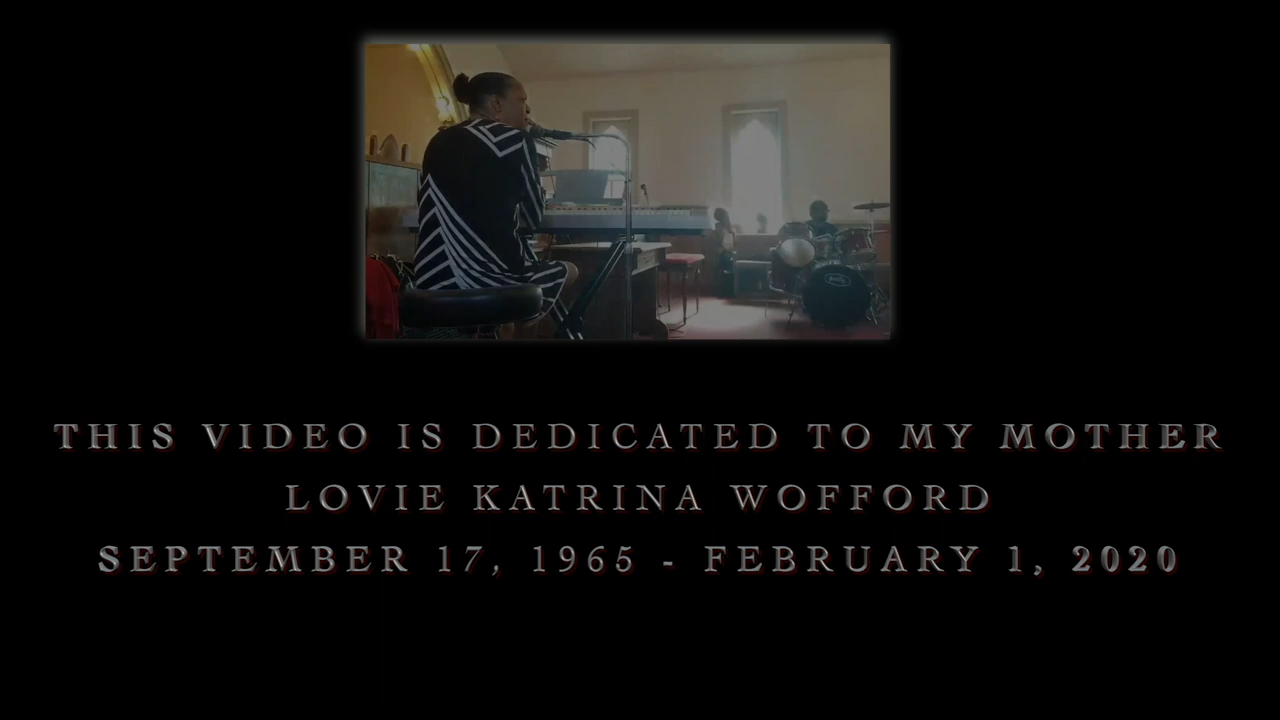 THIS VIDEO IS DEDICATED TO MY MOTHER
LOVIE KATRINA WOFFORD
SEPTEMBER 17, 1965 - FEBRUARY 1, 2020